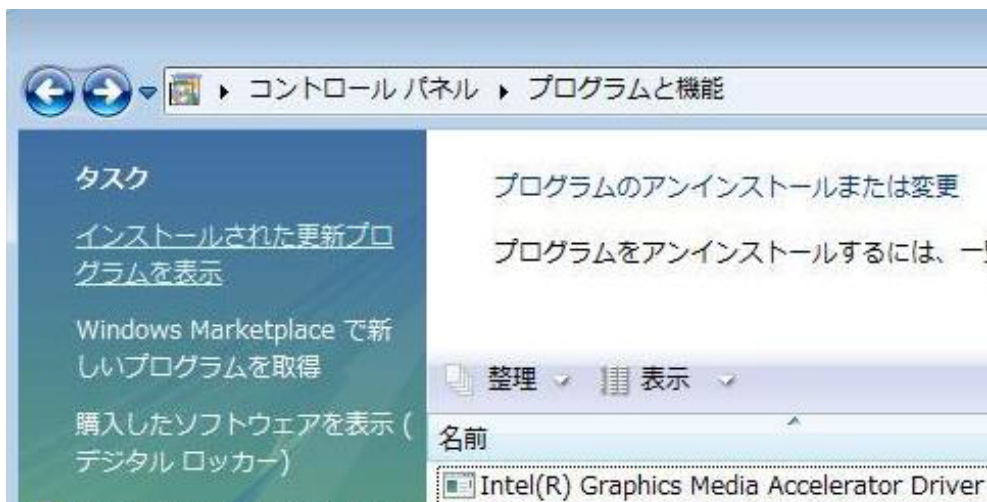 コントロール パネル ▸ プログラムと機能
タスク
インストールされた更新プロ
グラムを表示
Windows Marketplace で新
しいプログラムを取得
購入したソフトウェアを表示 (
デジタル ロッカー)
プログラムのアンインストールまたは変更
プログラムをアンインストールするには、一
整理 表示
名前
Intel(R) Graphics Media Accelerator Driver